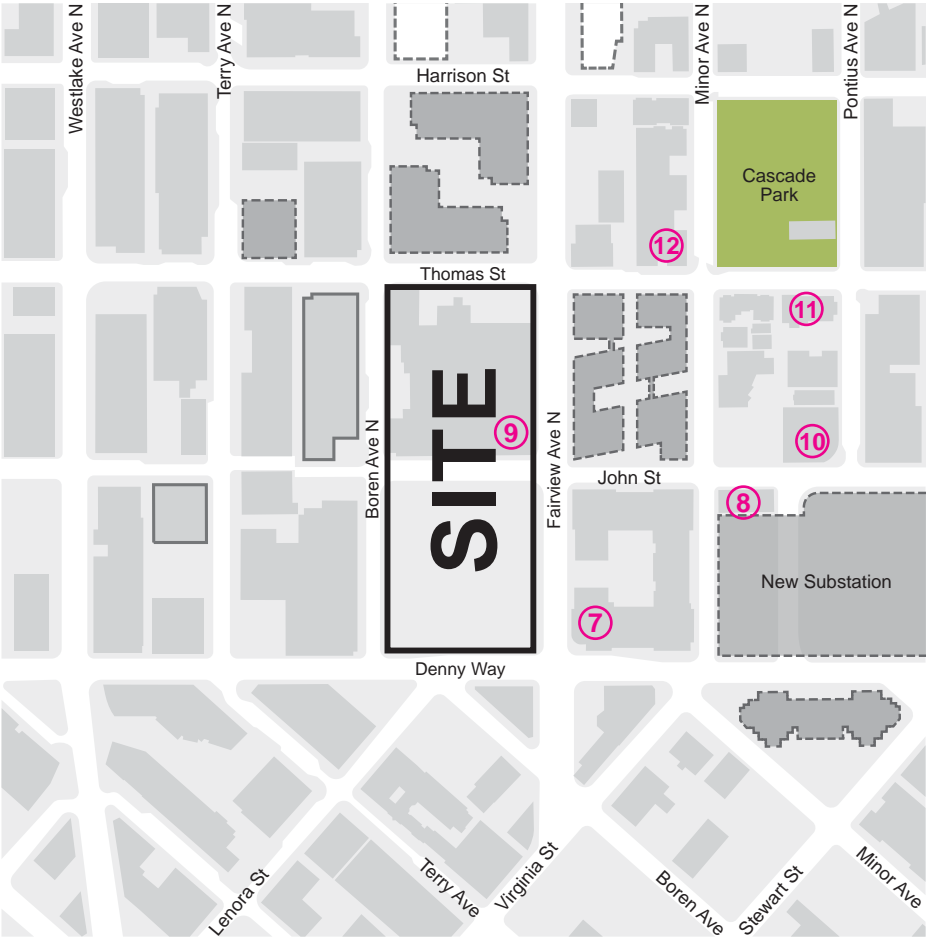 Westlake Ave N
Terry Ave N
Harrison St
Minor Ave N
Pontius Ave N
Cascade
Park
12
Thomas St
11
Boren Ave N
SITE
9
Fairview Ave N
10
John St
8
New Substation
7
Denny Way
Lenora St
Terry Ave
Virginia St
Boren Ave
Stewart St
Minor Ave